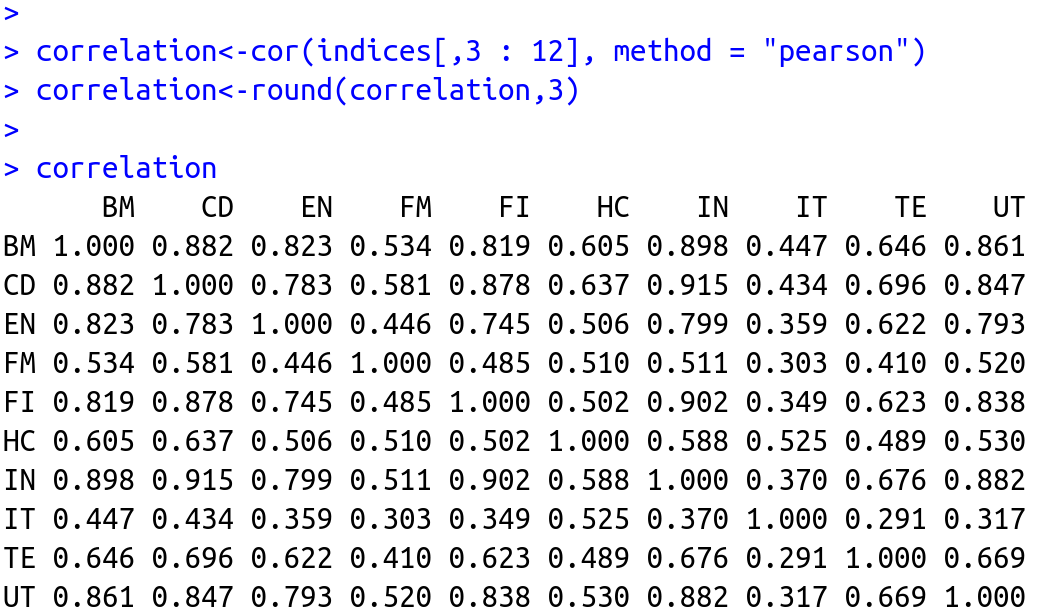 >
> correlation<-cor(indices[,3 : 12], method = "pearson")
> correlation<-round(correlation,3)
>
> correlation
BM CD EN FM FI HC IN IT TE UT
BM 1.000 0.882 0.823 0.534 0.819 0.605 0.898 0.447 0.646 0.861
CD 0.882 1.000 0.783 0.581 0.878 0.637 0.915 0.434 0.696 0.847
EN 0.823 0.783 1.000 0.446 0.745 0.506 0.799 0.359 0.622 0.793
FM 0.534 0.581 0.446 1.000 0.485 0.510 0.511 0.303 0.410 0.520
FI 0.819 0.878 0.745 0.485 1.000 0.502 0.902 0.349 0.623 0.838
HC 0.605 0.637 0.506 0.510 0.502 1.000 0.588 0.525 0.489 0.530
IN 0.898 0.915 0.799 0.511 0.902 0.588 1.000 0.370 0.676 0.882
IT 0.447 0.434 0.359 0.303 0.349 0.525 0.370 1.000 0.291 0.317
TE 0.646 0.696 0.622 0.410 0.623 0.489 0.676 0.291 1.000 0.669
UT 0.861 0.847 0.793 0.520 0.838 0.530 0.882 0.317 0.669 1.000